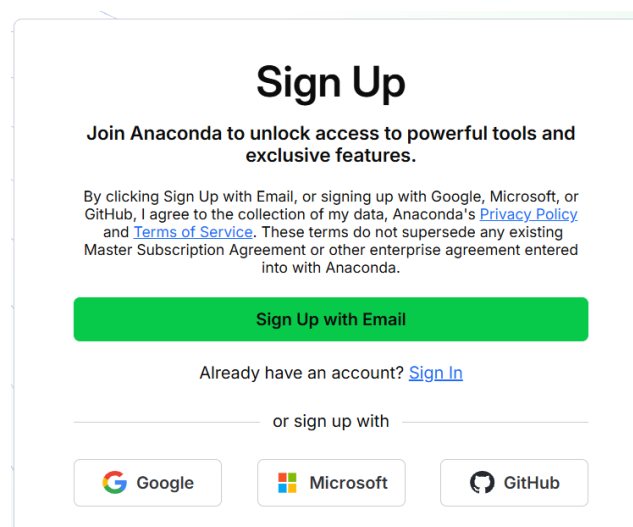 Sign Up
Join Anaconda to unlock access to powerful tools and
exclusive features.
By clicking Sign Up with Email, or signing up with Google, Microsoft, or
GitHub, I agree to the collection of my data, Anaconda's Privacy Policy
and Terms of Service. These terms do not supersede any existing
Master Subscription Agreement or other enterprise agreement entered
into with Anaconda.
Sign Up with Email
Already have an account? Sign In
or sign up with
Google Microsoft GitHub